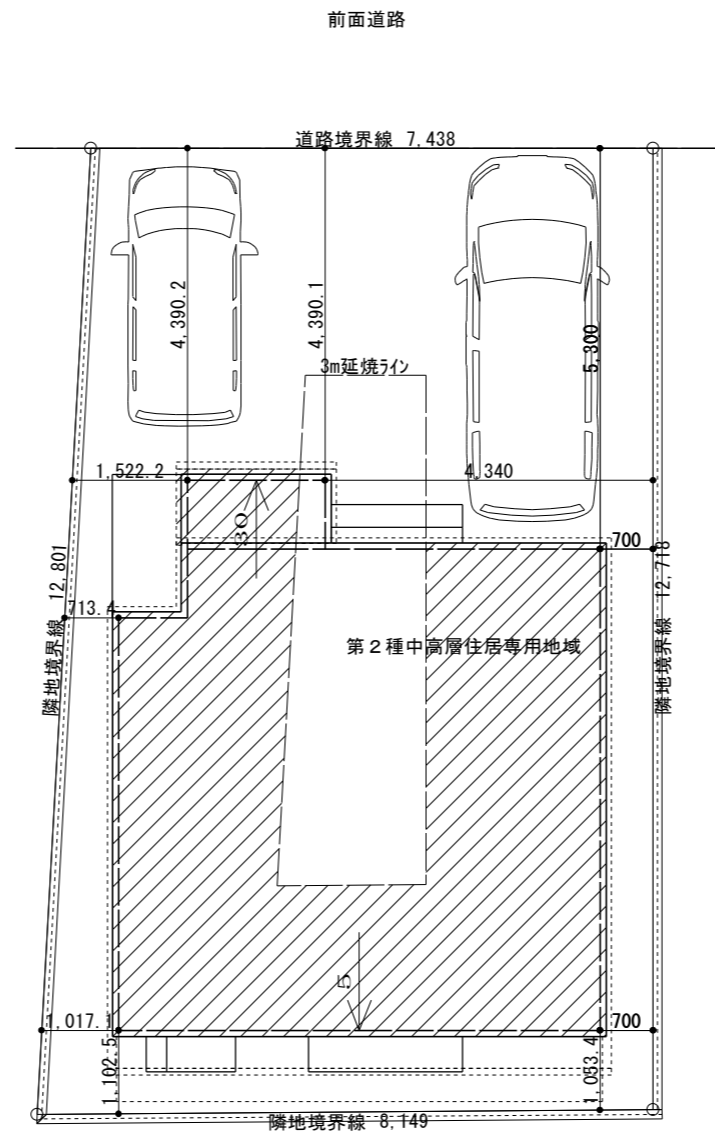 前面道路
道路境界線 7,438
4,390.2
4,390.1
5,300
3m延焼ライン
1,522.2
4,340
30
700
隣地境界線 12,801
隣地境界線 12,718
713.4
第2種中高層住居専用地域
5
1,017.1
700
1,102.5
1,053.4
隣地境界線 8,149